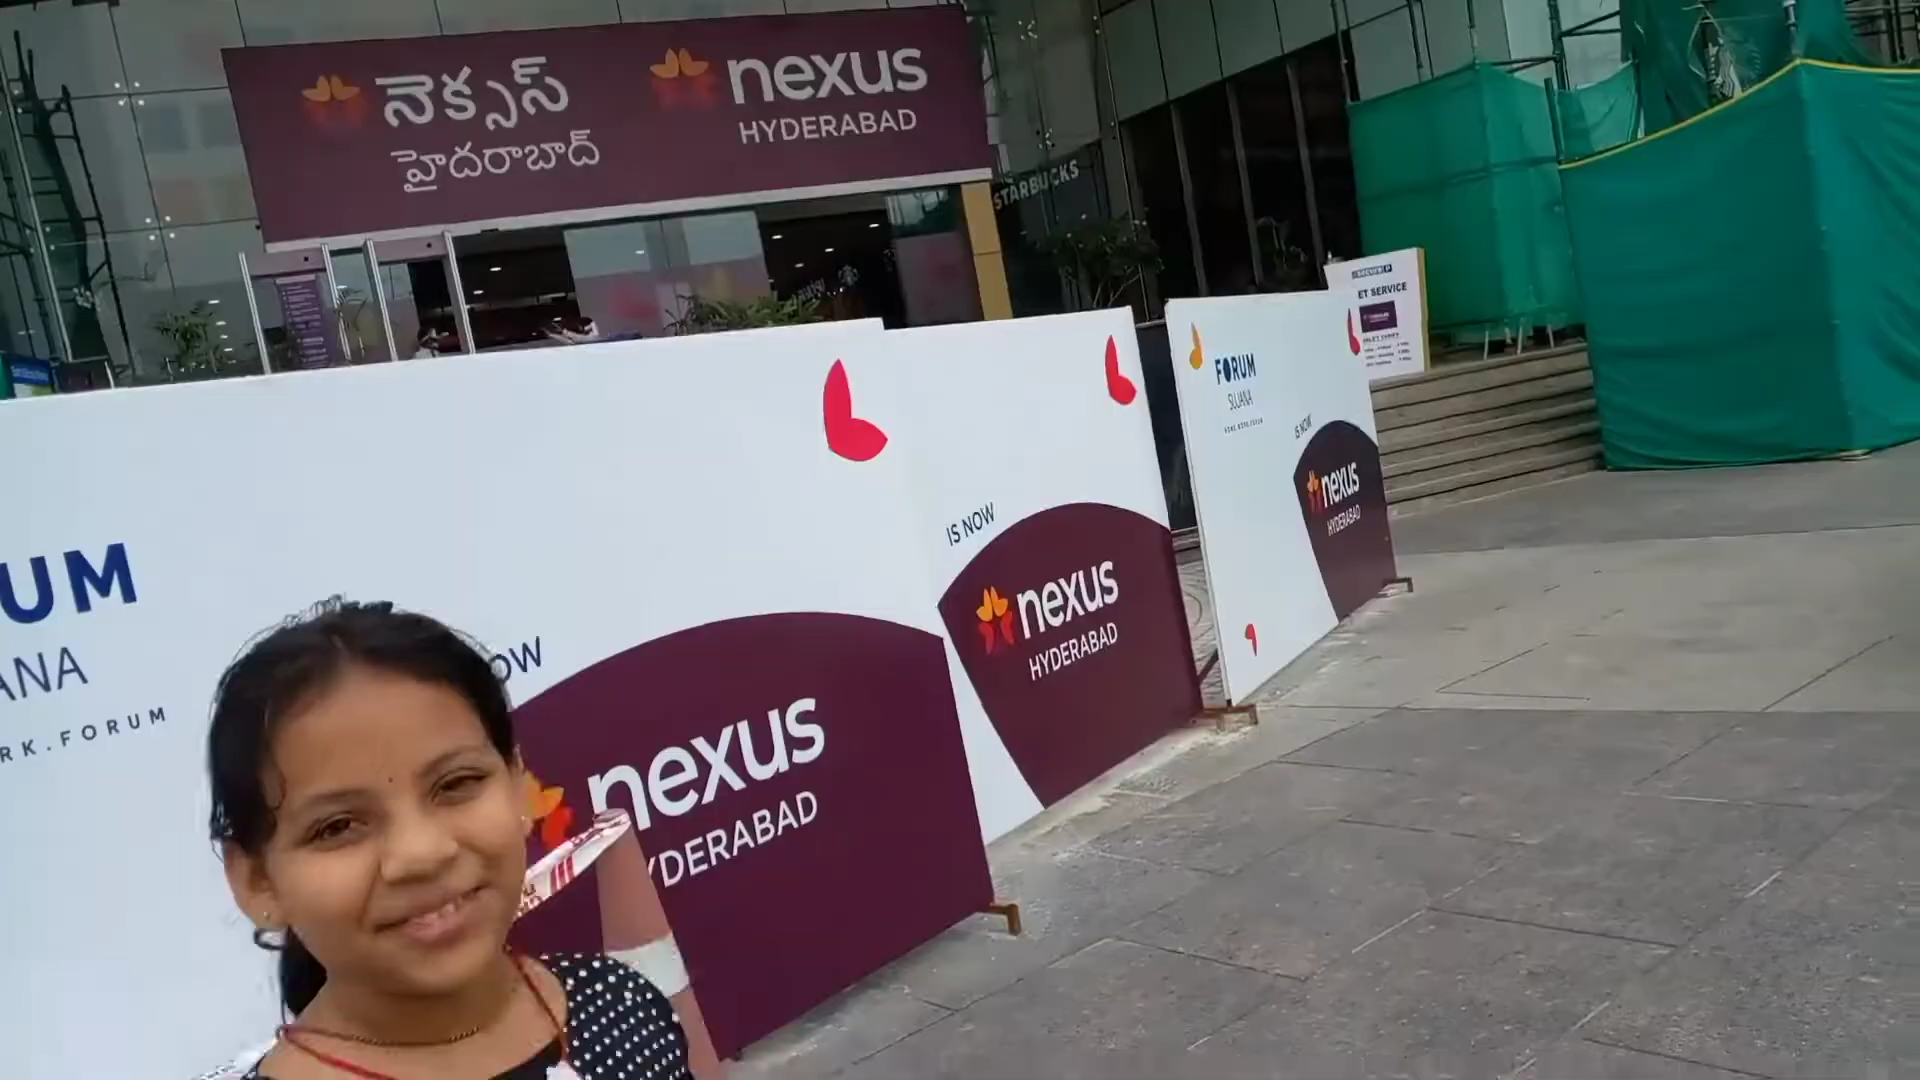 నెక్సస్
హైదరాబాద్
nexus
HYDERABAD
STARBUCKS
ET SERVICE
UM
ANA
RK.FORUM
OW
nexus
YDERABAD
IS NOW
nexus
HYDERABAD
FORUM
SUJANA
IS NOW
nexus
HYDERABAD